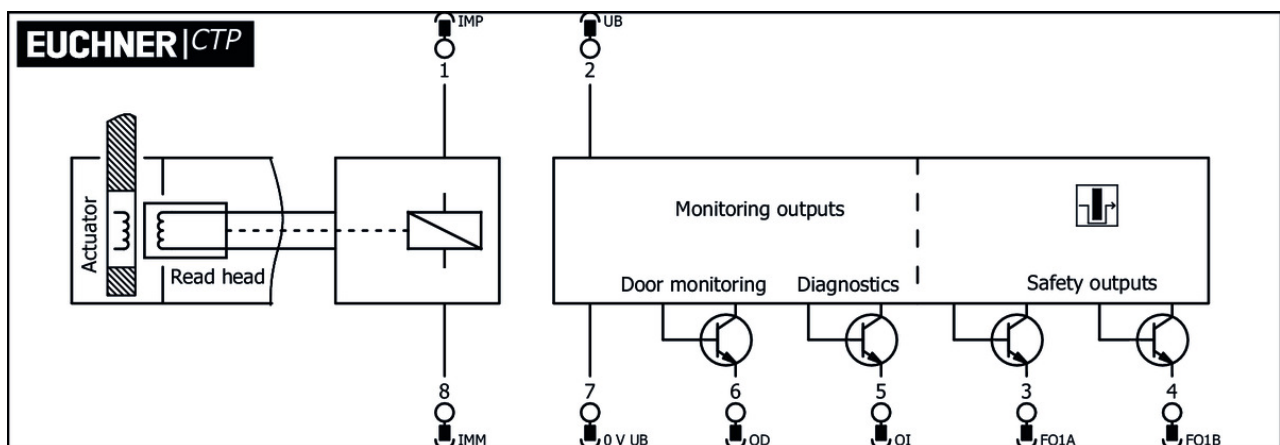 IMP UB
EUCHNER|CTP
1 2
Actuator
Read head
Monitoring outputs
Door monitoring Diagnostics Safety outputs
8 7 6 5 3 4
IMM 0 V UB OD OI FO1A FO1B